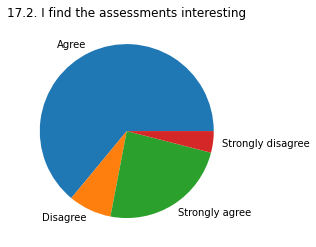 17.2. I find the assessments interesting
Agree
Strongly disagree
Strongly agree
Disagree